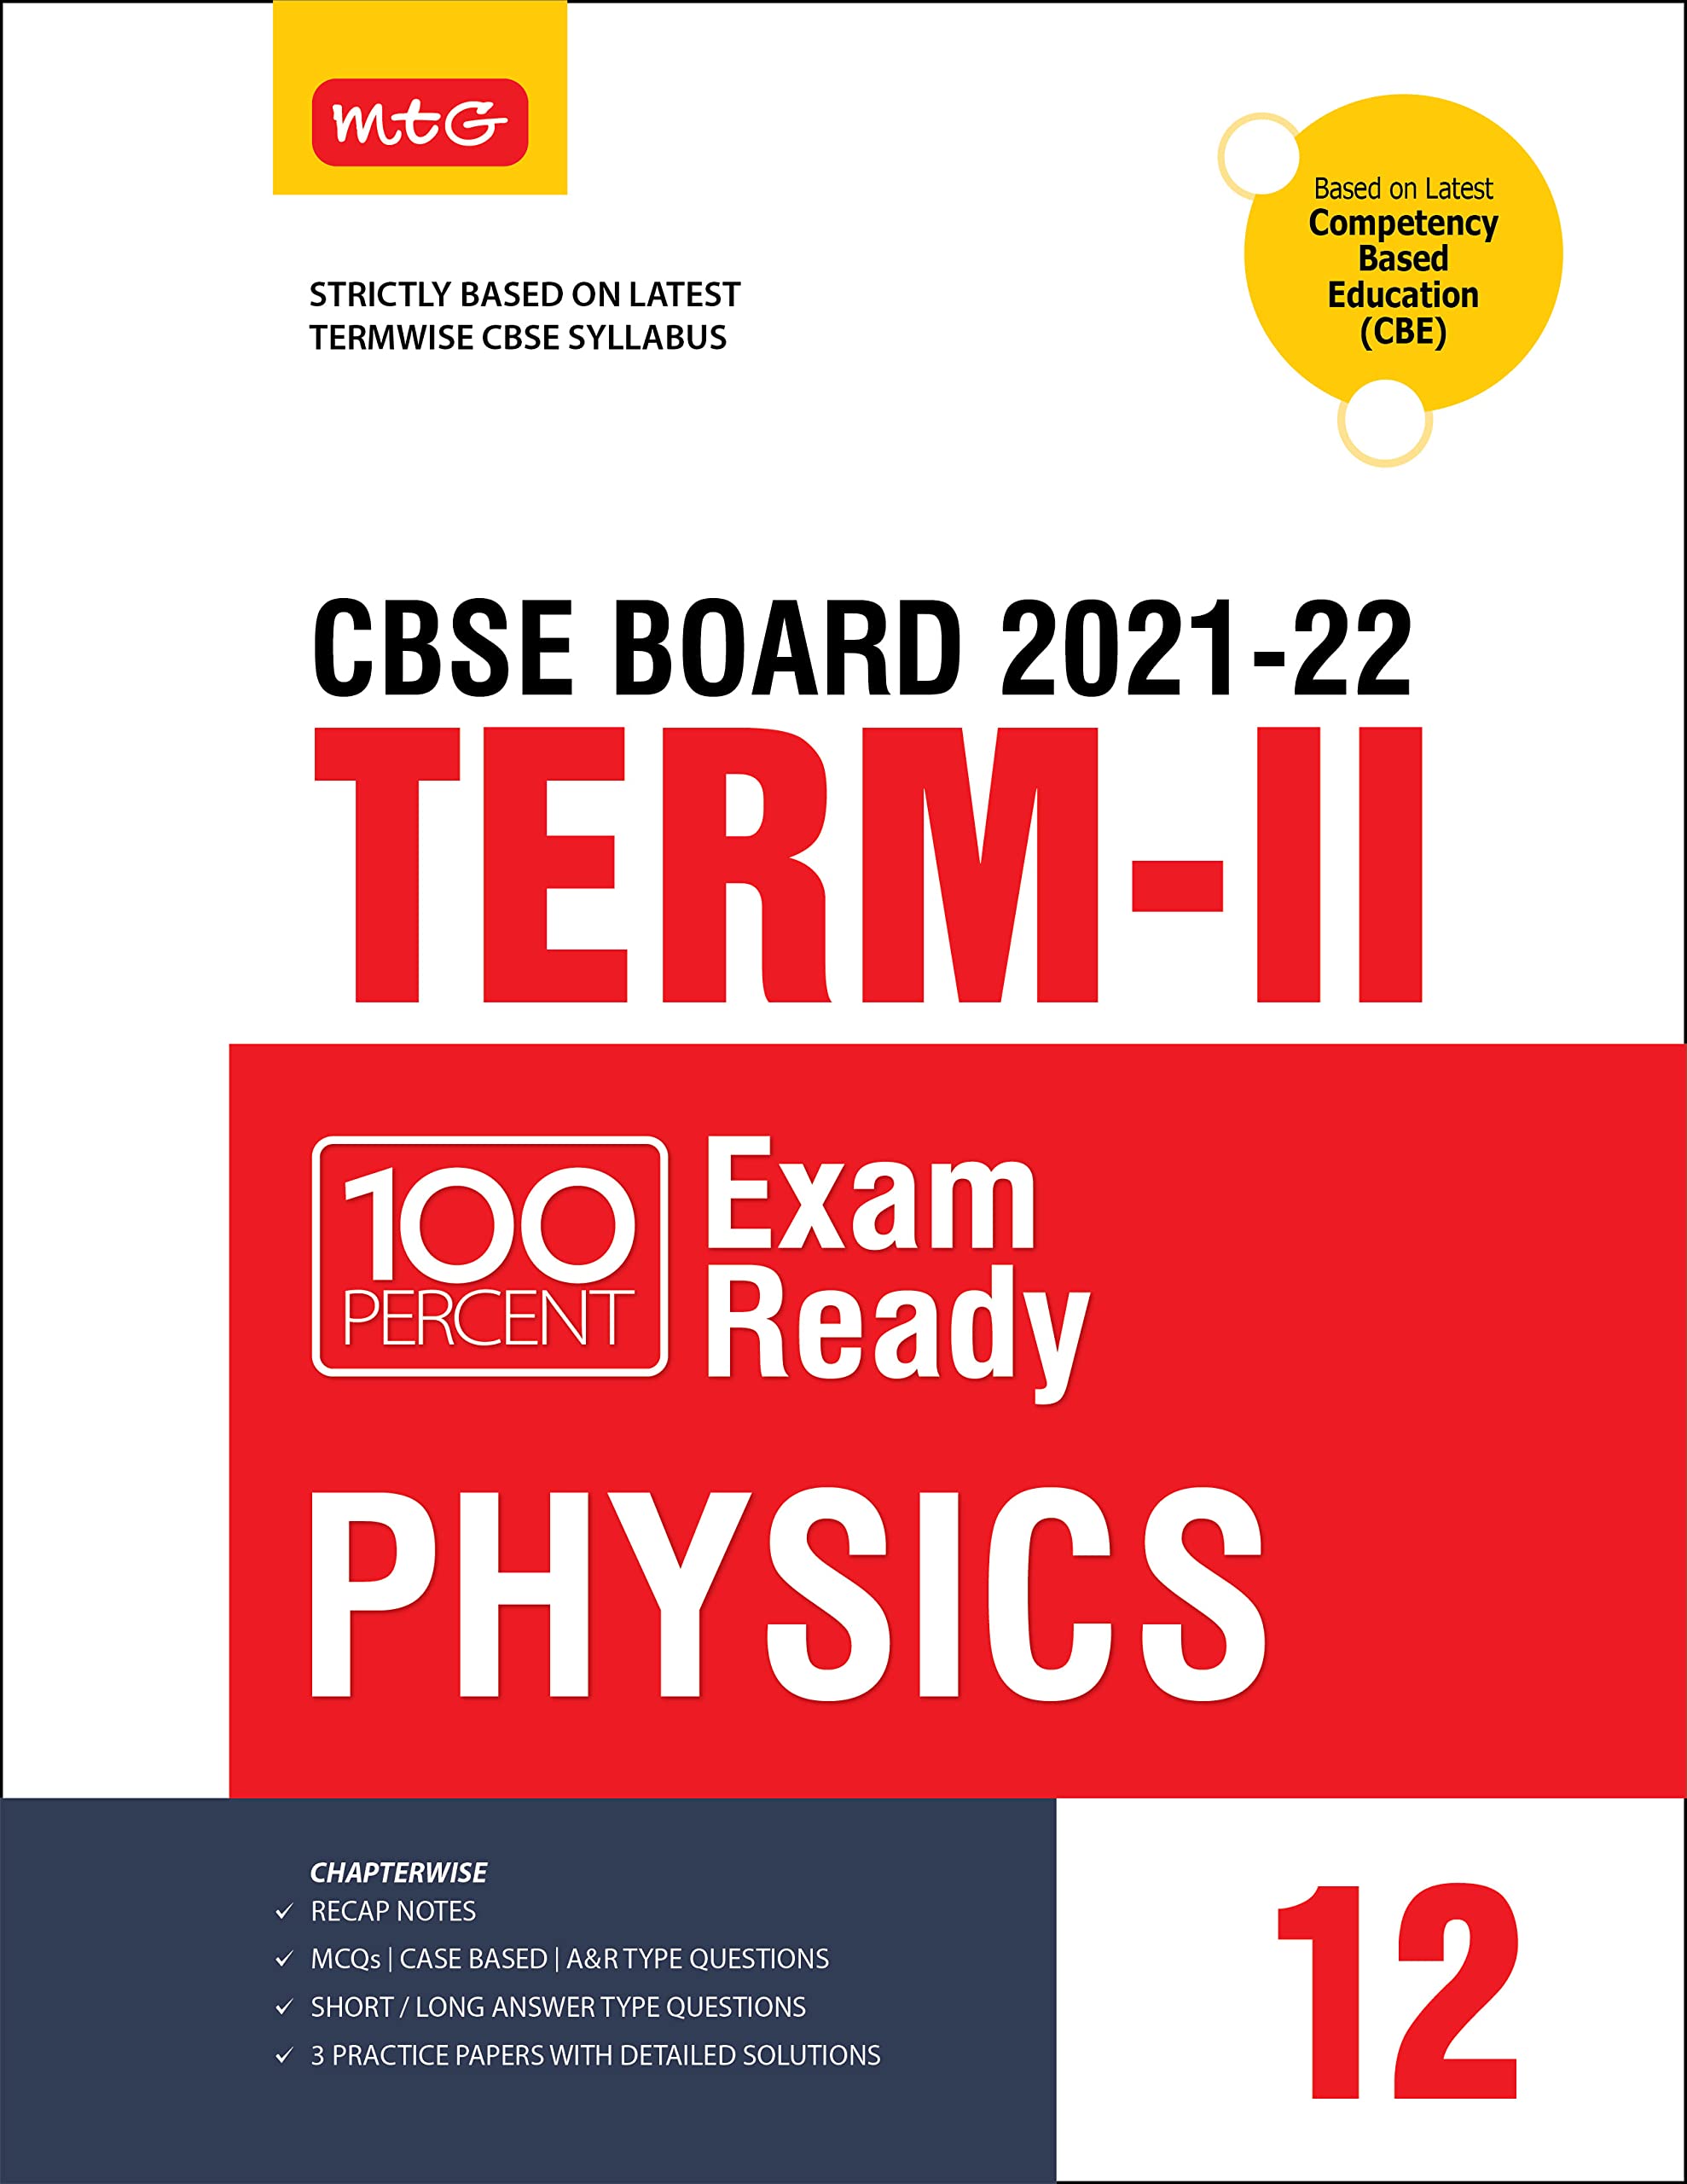 mtG
Based on Latest
Competency
Based
Education
(CBE)
STRICTLY BASED ON LATEST
TERMWISE CBSE SYLLABUS
CBSE BOARD 2021-22
TERM-II
100
PERCENT
Exam
Ready
PHYSICS
CHAPTERWISE
✓ RECAP NOTES
✓ MCQs | CASE BASED | A&R TYPE QUESTIONS
✓ SHORT / LONG ANSWER TYPE QUESTIONS
✓ 3 PRACTICE PAPERS WITH DETAILED SOLUTIONS
12